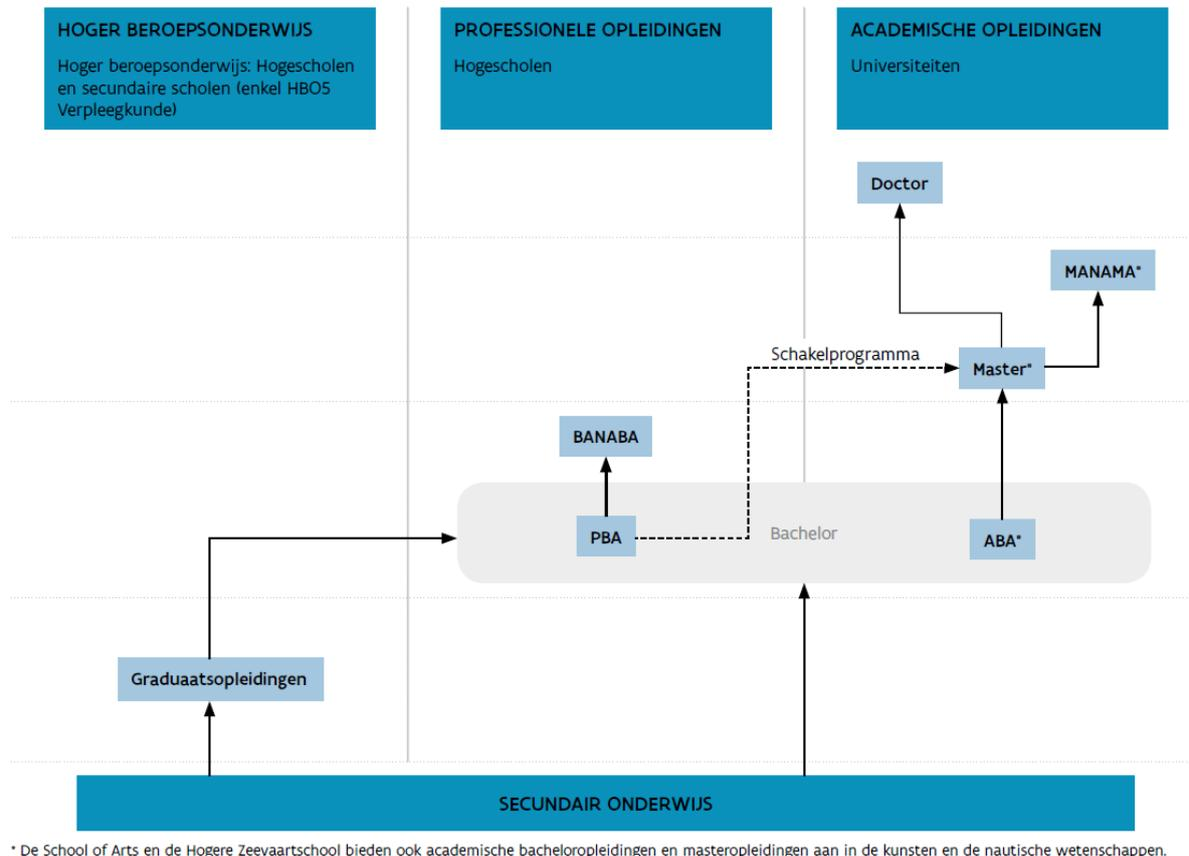 HOGER BEROEPSONDERWIJS
Hoger beroepsonderwijs: Hogescholen
en secundaire scholen (enkel HBO5
Verpleegkunde)
PROFESSIONELE OPLEIDINGEN
Hogescholen
ACADEMISCHE OPLEIDINGEN
Universiteiten
Doctor
MANAMA*
Schakelprogramma
Master*
BANABA
PBA
Bachelor
ABA*
Graduaatsopleidingen
SECUNDAIR ONDERWIJS
* De School of Arts en de Hogere Zeevaartschool bieden ook academische bacheloropleidingen en masteropleidingen aan in de kunsten en de nautische wetenschappen.